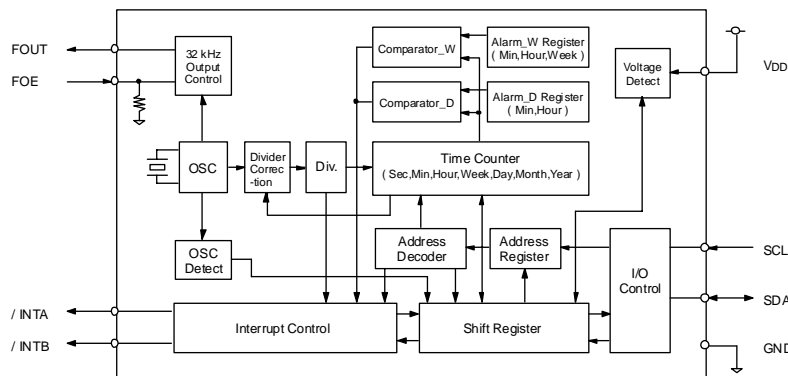 FOUT
FOE
32 kHz
Output
Control
Comparator_W
Alarm_W Register
( Min,Hour,Week )
Voltage
Detect
VDD
Comparator_D
Alarm_D Register
( Min,Hour )
OSC
Divider
Correc
-tion
Div.
Time Counter
( Sec,Min,Hour,Week,Day,Month,Year )
OSC
Detect
Address
Decoder
Address
Register
I/O
Control
SCL
SDA
/ INTA
/ INTB
Interrupt Control
Shift Register
GND